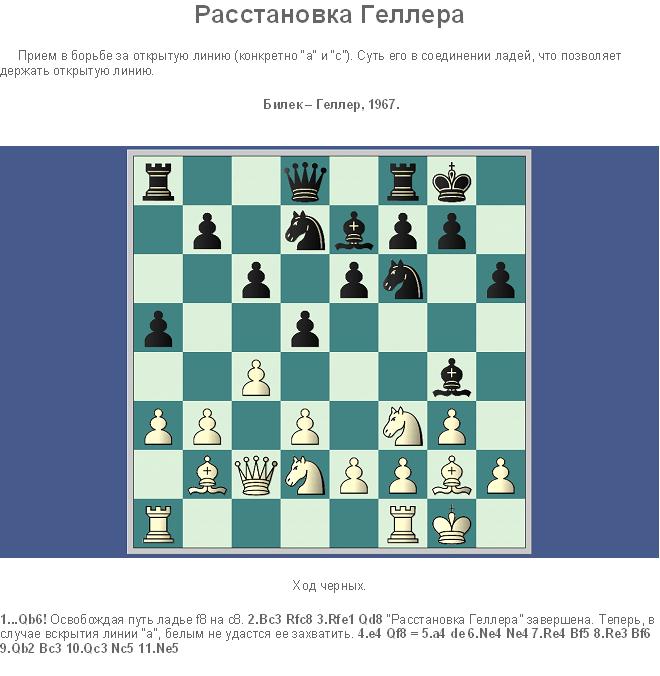 Расстановка Геллера
Прием в борьбе за открытую линию (конкретно "а" и "с"). Суть его в соединении ладей, что позволяет
держать открытую линию.
Билек – Геллер, 1967.
Ход черных.
1...Qb6! Освобождая путь ладье f8 на c8. 2.Bc3 Rfc8 3.Rfe1 Qd8 "Расстановка Геллера" завершена. Теперь, в
случае вскрытия линии "а", белым не удастся ее захватить. 4.e4 Qf8 = 5.a4 de 6.Ne4 Ne4 7.Re4 Bf5 8.Re3 Bf6
9.Qb2 Bc3 10.Qc3 Nc5 11.Ne5